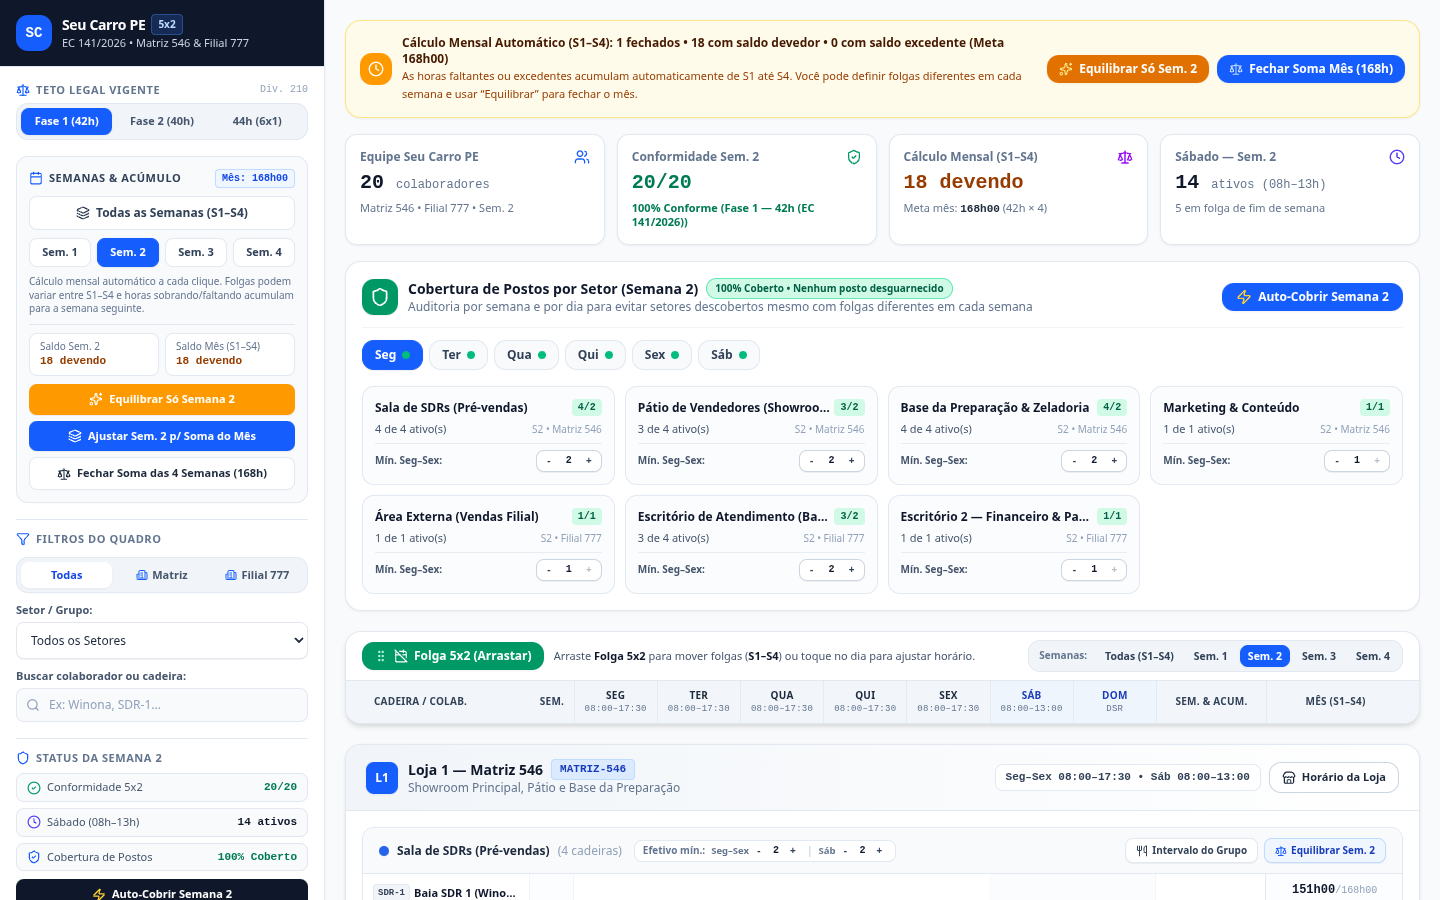 SC
Seu Carro PE 5x2
EC 141/2026 • Matriz 546 & Filial 777
TETO LEGAL VIGENTE Div. 210
Fase 1 (42h) Fase 2 (40h) 44h (6x1)
SEMANAS & ACÚMULO Mês: 168h00
Todas as Semanas (S1–S4)
Sem. 1 Sem. 2 Sem. 3 Sem. 4
Cálculo mensal automático a cada clique. Folgas podem
variar entre S1–S4 e horas sobrando/faltando acumulam
para a semana seguinte.
Saldo Sem. 2 Saldo Mês (S1–S4)
18 devendo 18 devendo
Equilibrar Só Semana 2
Ajustar Sem. 2 p/ Soma do Mês
Fechar Soma das 4 Semanas (168h)
FILTROS DO QUADRO
Todas Matriz Filial 777
Setor / Grupo:
Todos os Setores
Buscar colaborador ou cadeira:
Ex: Winona, SDR-1...
STATUS DA SEMANA 2
Conformidade 5x2 20/20
Sábado (08h–13h) 14 ativos
Cobertura de Postos 100% Coberto
Auto-Cobrir Semana 2
Cálculo Mensal Automático (S1–S4): 1 fechados • 18 com saldo devedor • 0 com saldo excedente (Meta
168h00)
As horas faltantes ou excedentes acumulam automaticamente de S1 até S4. Você pode definir folgas diferentes em cada
semana e usar “Equilibrar” para fechar o mês.
Equilibrar Só Sem. 2 Fechar Soma Mês (168h)
Equipe Seu Carro PE
20 colaboradores
Matriz 546 • Filial 777 • Sem. 2
Conformidade Sem. 2
20/20
100% Conforme (Fase 1 — 42h (EC
141/2026))
Cálculo Mensal (S1–S4)
18 devendo
Meta mês: 168h00 (42h × 4)
Sábado — Sem. 2
14 ativos (08h–13h)
5 em folga de fim de semana
Cobertura de Postos por Setor (Semana 2) 100% Coberto • Nenhum posto desguarnecido
Auditoria por semana e por dia para evitar setores descobertos mesmo com folgas diferentes em cada semana
Auto-Cobrir Semana 2
Seg Ter Qua Qui Sex Sáb
Sala de SDRs (Pré-vendas) 4/2
4 de 4 ativo(s) S2 • Matriz 546
Mín. Seg–Sex: - 2 +
Pátio de Vendedores (Showroo... 3/2
3 de 4 ativo(s) S2 • Matriz 546
Mín. Seg–Sex: - 2 +
Base da Preparação & Zeladoria 4/2
4 de 4 ativo(s) S2 • Matriz 546
Mín. Seg–Sex: - 2 +
Marketing & Conteúdo 1/1
1 de 1 ativo(s) S2 • Matriz 546
Mín. Seg–Sex: - 1 +
Área Externa (Vendas Filial) 1/1
1 de 1 ativo(s) S2 • Filial 777
Mín. Seg–Sex: - 1 +
Escritório de Atendimento (Ba... 3/2
3 de 4 ativo(s) S2 • Filial 777
Mín. Seg–Sex: - 2 +
Escritório 2 — Financeiro & Pa... 1/1
1 de 1 ativo(s) S2 • Filial 777
Mín. Seg–Sex: - 1 +
Folga 5x2 (Arrastar) Arraste Folga 5x2 para mover folgas (S1–S4) ou toque no dia para ajustar horário.
Semanas: Todas (S1–S4) Sem. 1 Sem. 2 Sem. 3 Sem. 4
CADEIRA / COLAB. SEM. SEG TER QUA QUI SEX SÁB DOM SEM. & ACUM. MÊS (S1–S4)
08:00–17:30 08:00–17:30 08:00–17:30 08:00–17:30 08:00–17:30 08:00–13:00 DSR
L1
Loja 1 — Matriz 546 MATRIZ-546
Showroom Principal, Pátio e Base da Preparação
Seg–Sex 08:00–17:30 • Sáb 08:00–13:00 Horário da Loja
Sala de SDRs (Pré-vendas) (4 cadeiras) Efetivo mín.: Seg–Sex - 2 + | Sáb - 2 +
Intervalo do Grupo Equilibrar Sem. 2
SDR-1 Baia SDR 1 (Wino... 151h00/168h00